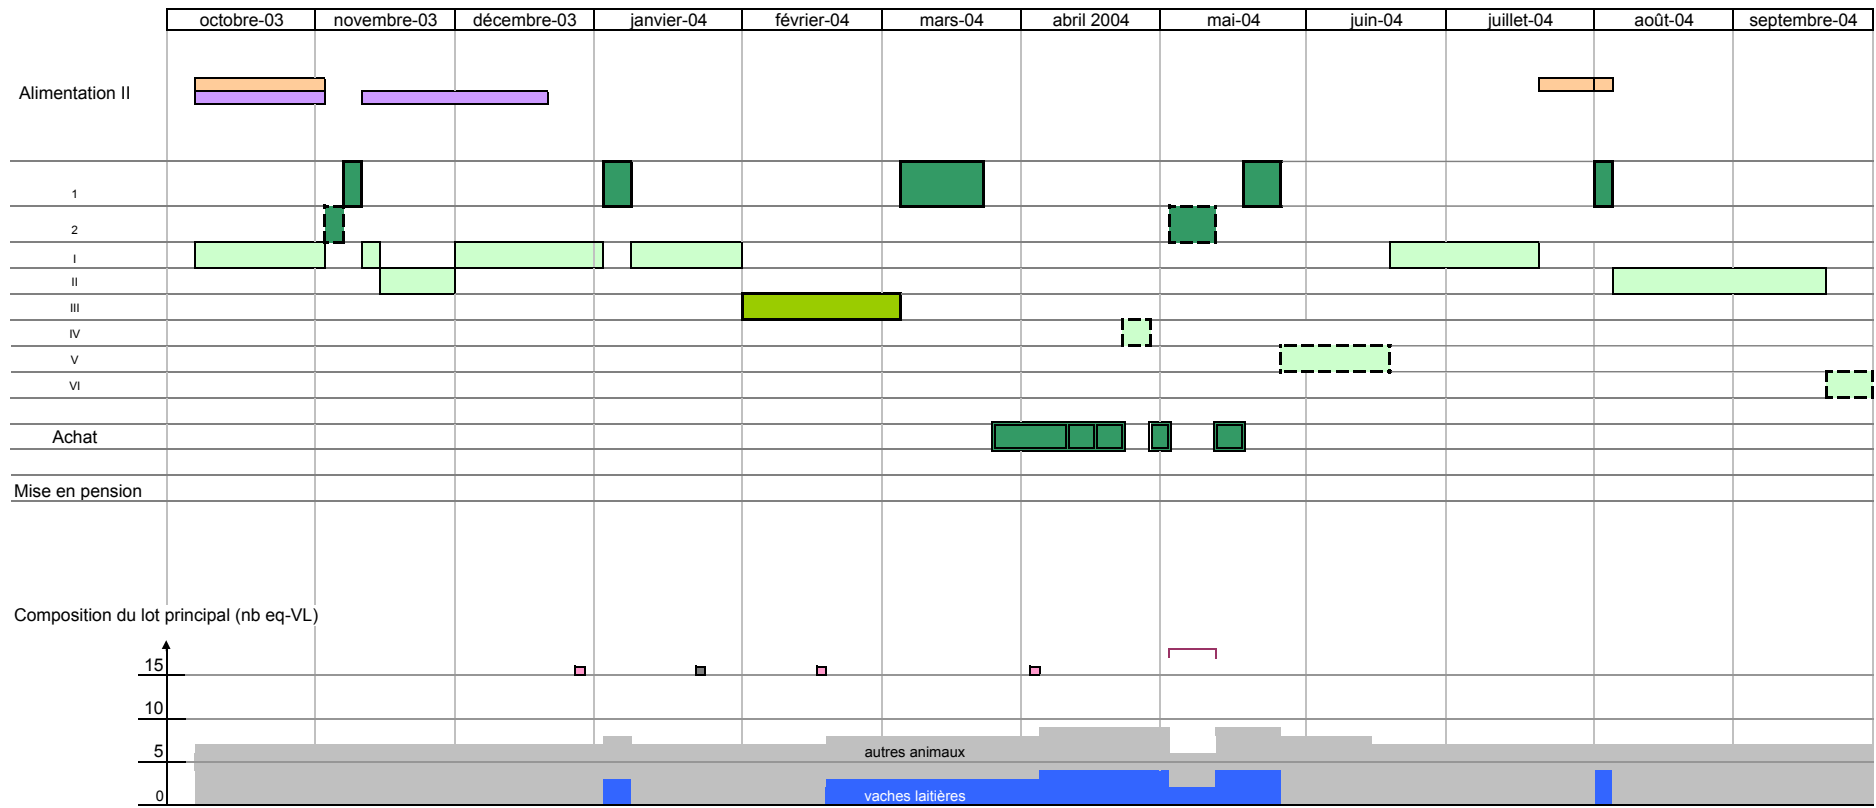 octobre-03 novembre-03 décembre-03 janvier-04 février-04 mars-04 abril 2004 mai-04 juin-04 juillet-04 août-04 septembre-04
Alimentation II
1
2
I
II
III
IV
V
VI
Achat
Mise en pension
Composition du lot principal (nb eq-VL)
15
10
5
autres animaux
0
vaches laitières